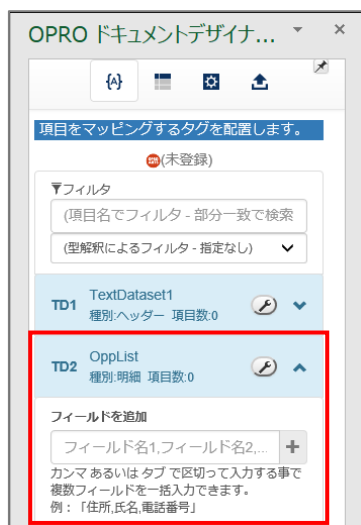 OPRO ドキュメントデザイナ...
{A}
項目をマッピングするタグを配置します。
(未登録)
フィルタ
(項目名でフィルタ - 部分一致で検索
(型解釈によるフィルタ - 指定なし)
TD1 TextDataset1
種別:ヘッダー 項目数:0
TD2 OppList
種別:明細 項目数:0
フィールドを追加
フィールド名1,フィールド名2,...
カンマ あるいは タブ で区切って入力する事で
複数フィールドを一括入力できます。
例：「住所,氏名,電話番号」